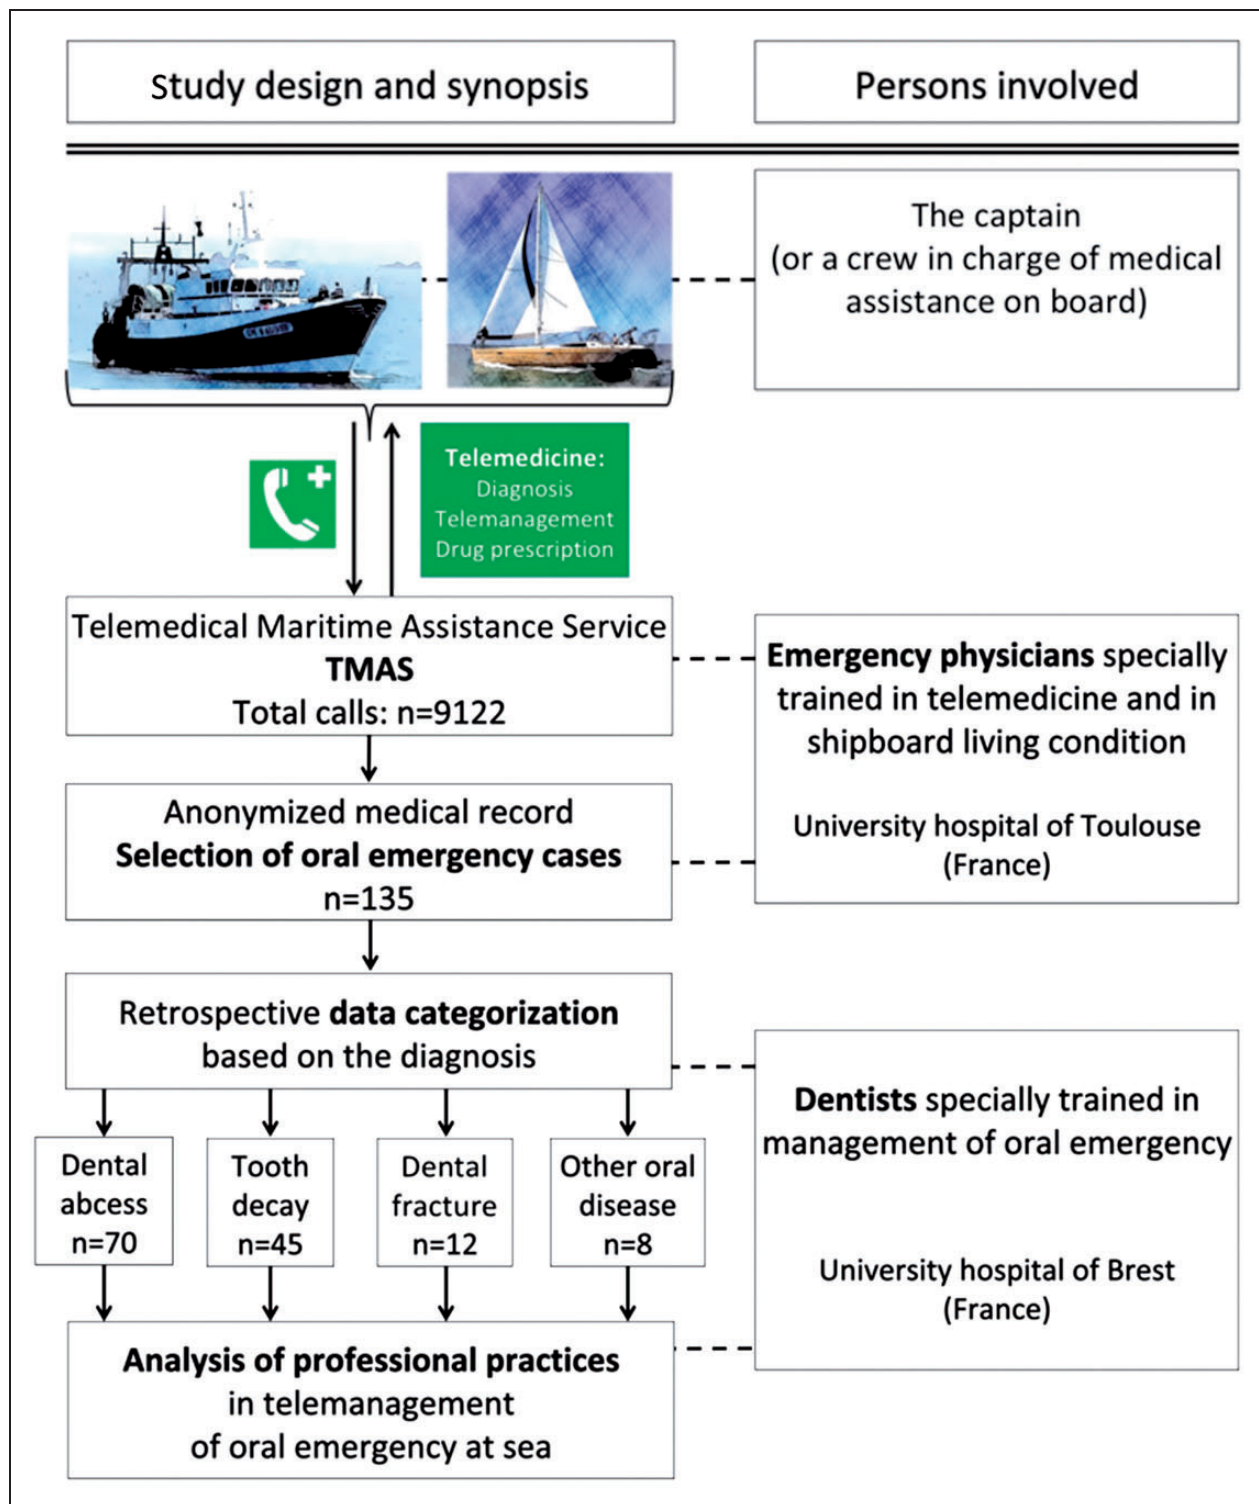 Study design and synopsis
Persons involved
The captain
(or a crew in charge of medical
assistance on board)
Telemedicine:
Diagnosis
Telemanagement
Drug prescription
Telemedical Maritime Assistance Service
TMAS
Total calls: n=9122
Emergency physicians specially
trained in telemedicine and in
shipboard living condition
University hospital of Toulouse
(France)
Anonymized medical record
Selection of oral emergency cases
n=135
Retrospective data categorization
based on the diagnosis
Dentists specially trained in
management of oral emergency
University hospital of Brest
(France)
Dental
abcess
n=70
Tooth
decay
n=45
Dental
fracture
n=12
Other oral
disease
n=8
Analysis of professional practices
in telemanagement
of oral emergency at sea